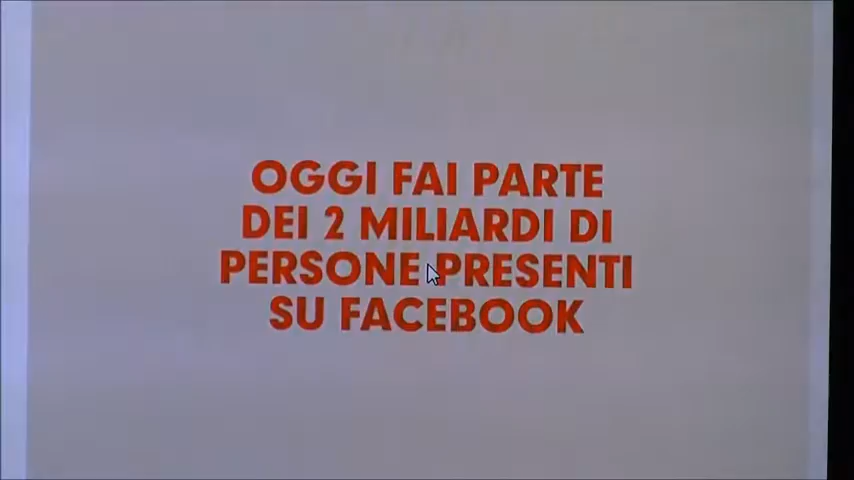 OGGI FAI PARTE
DEI 2 MILIARDI DI
PERSONE PRESENTI
SU FACEBOOK